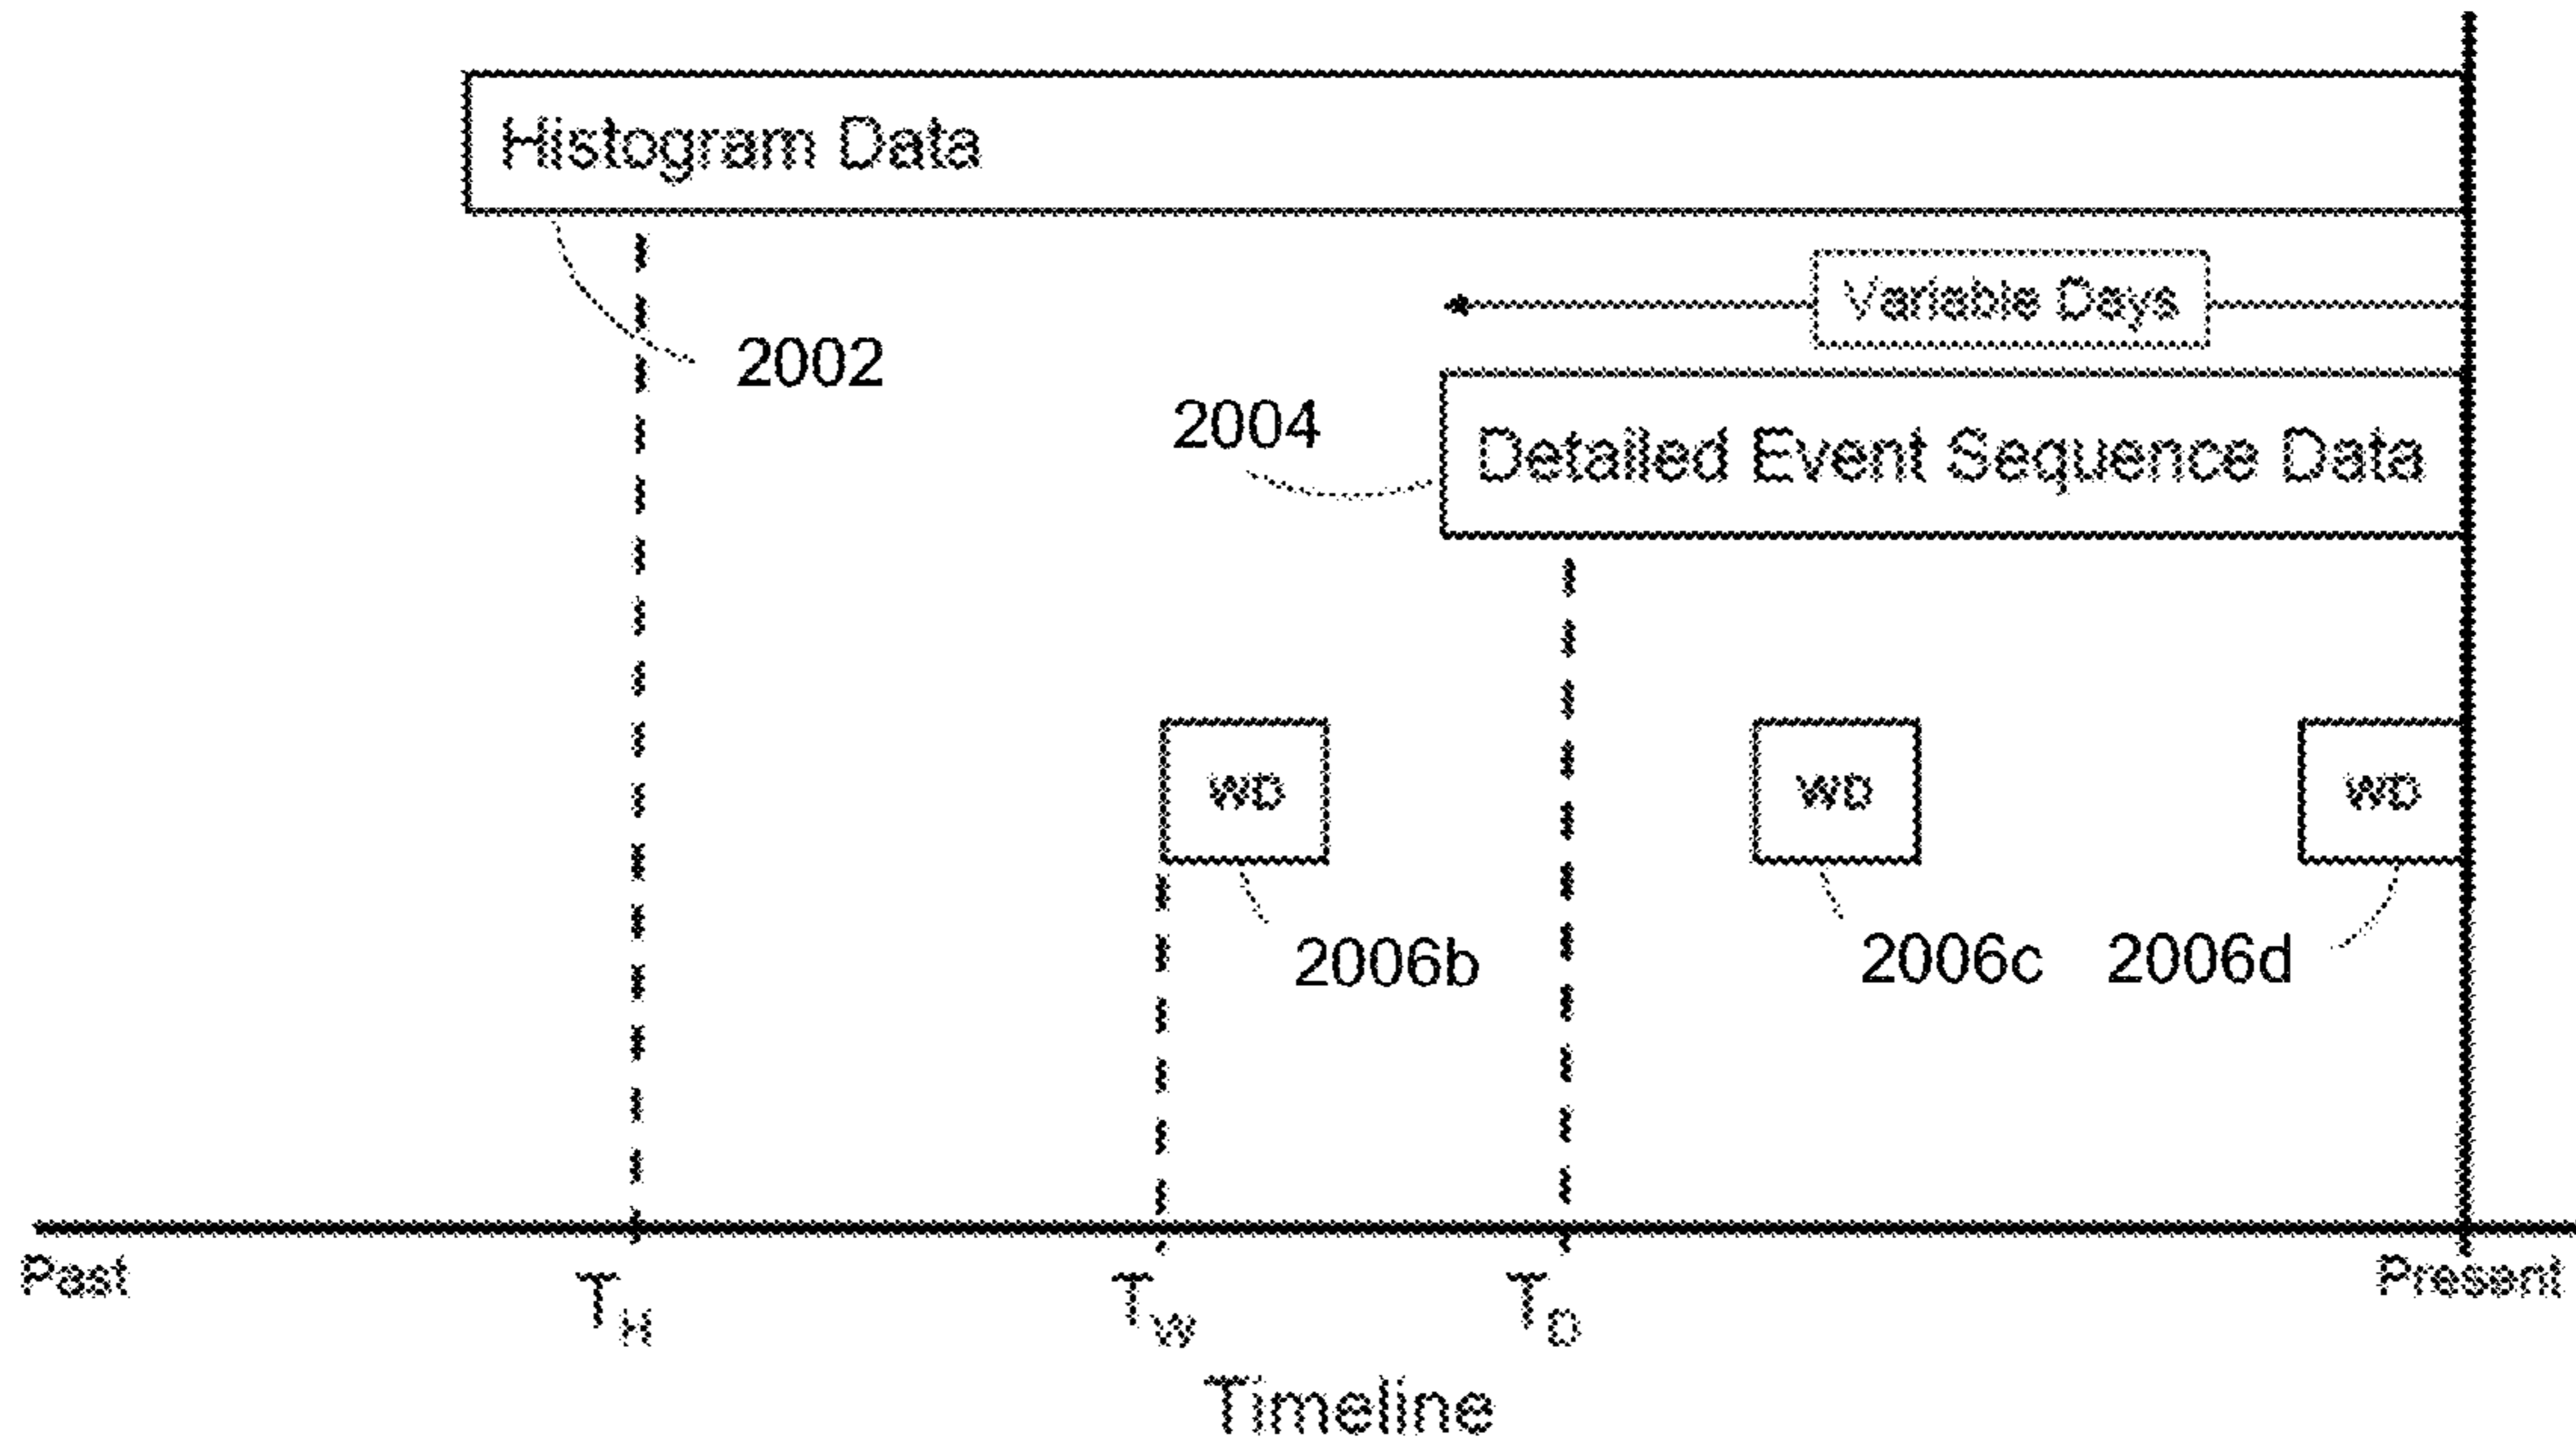 Histogram Data
Variable Days
2002
2004
Detailed Event Sequence Data
WD
WD
WD
2006b
2006c
2006d
Past
Present
T_H
T_W
T_D
Timeline